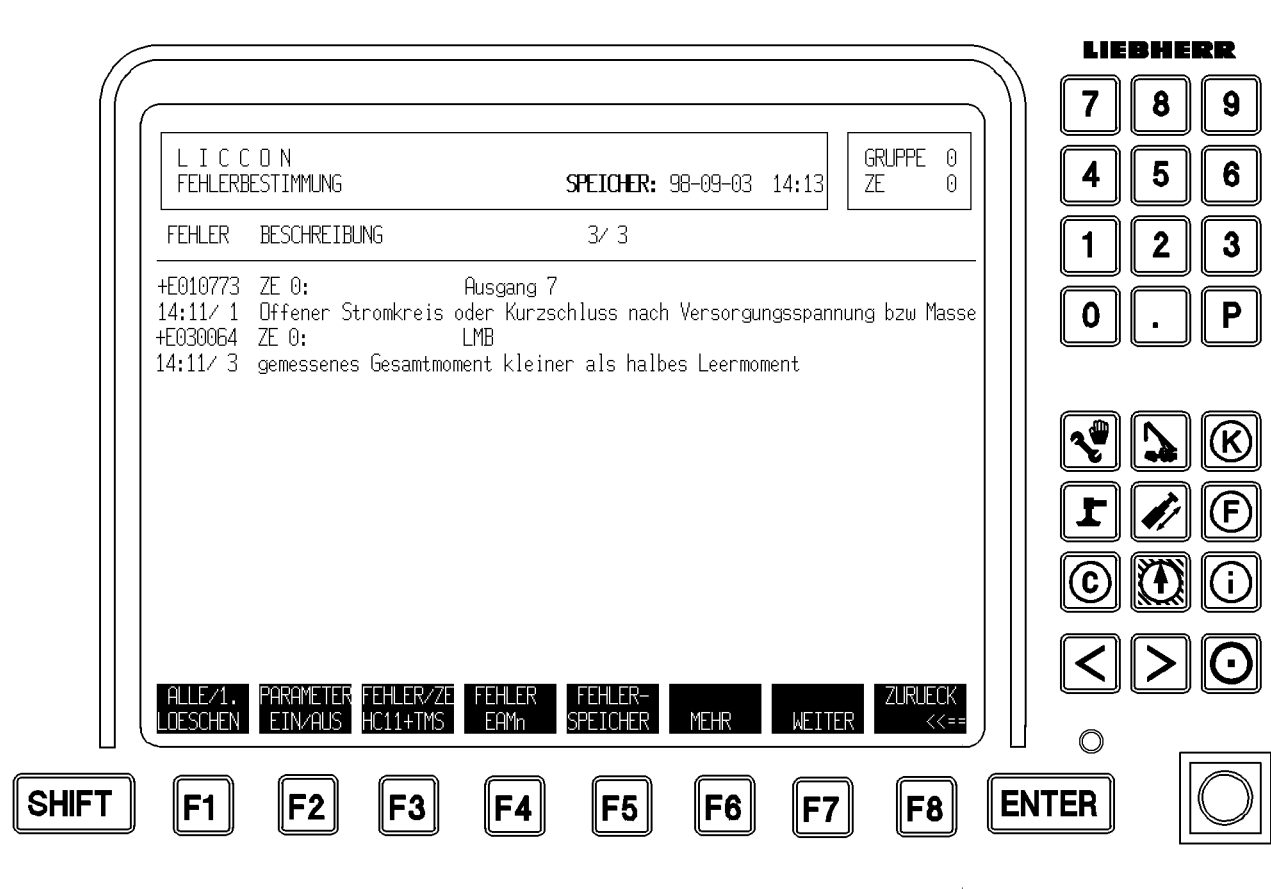 LIEBHERR
L I C C O N
FEHLERBESTIMMUNG SPEICHER: 98-09-03 14:13
GRUPPE 0
ZE 0
FEHLER BESCHREIBUNG 3/ 3
+E010773 ZE 0: Ausgang 7
14:11/ 1 Offener Stromkreis oder Kurzschluss nach Versorgungsspannung bzw Masse
+E030064 ZE 0: LMB
14:11/ 3 gemessenes Gesamtmoment kleiner als halbes Leermoment
ALLE/1. PARAMETER FEHLER/ZE FEHLER FEHLER- ZURUECK
LOESCHEN EIN/AUS HC11+TMS EAMn SPEICHER MEHR WEITER <<==
7 8 9
4 5 6
1 2 3
0 . P
K
F
C i
< >
SHIFT F1 F2 F3 F4 F5 F6 F7 F8 ENTER